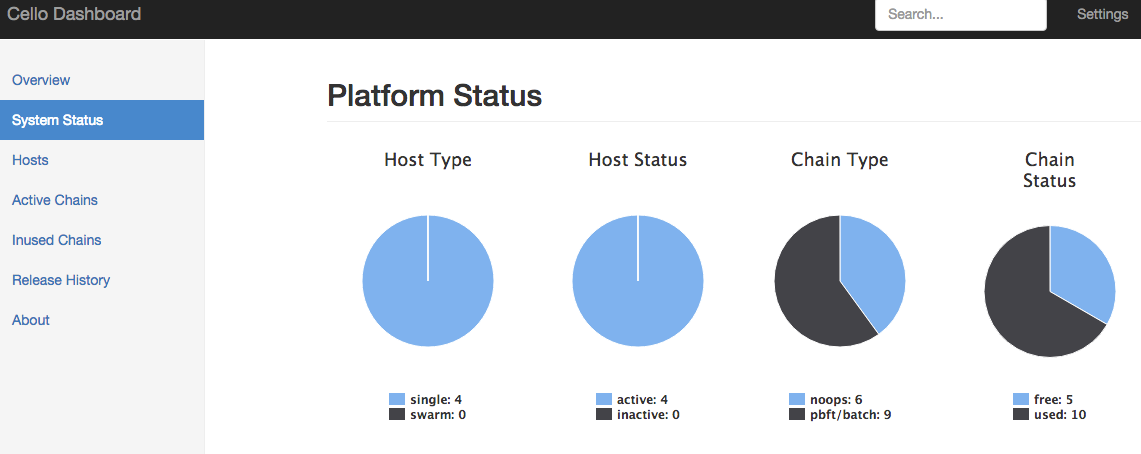 Cello Dashboard
Search...
Settings
Overview
System Status
Hosts
Active Chains
Inused Chains
Release History
About
Platform Status
Host Type
Host Status
Chain Type
Chain
Status
single: 4
swarm: 0
active: 4
inactive: 0
noops: 6
pbft/batch: 9
free: 5
used: 10